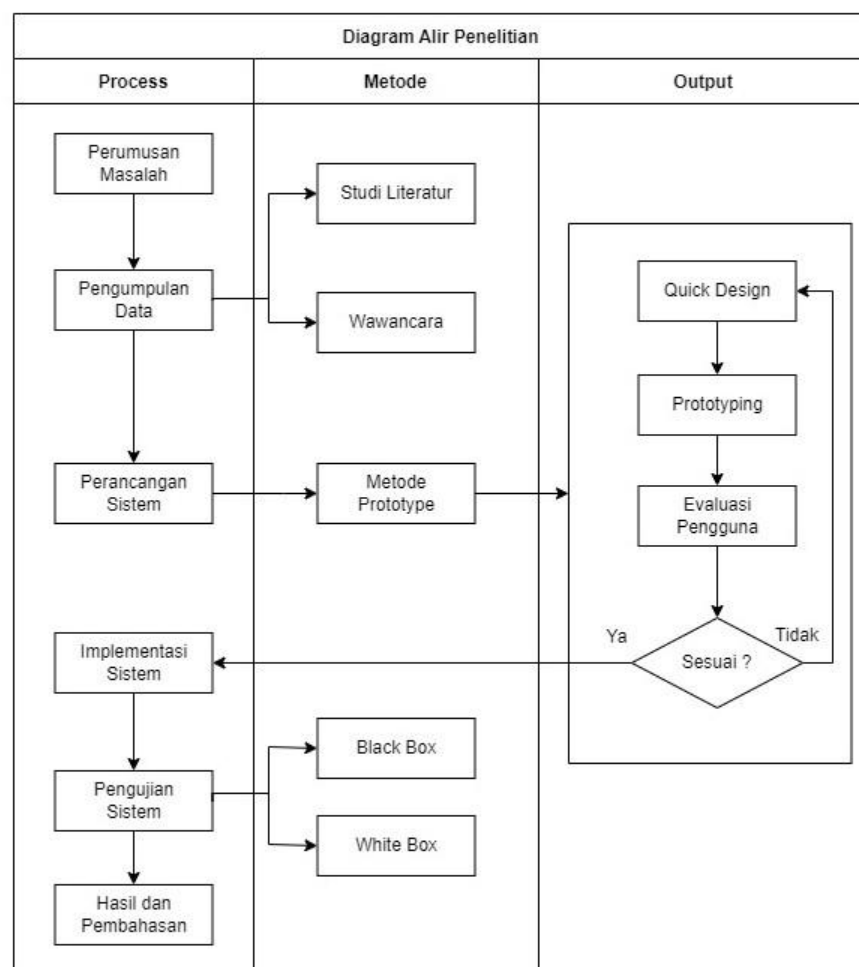 Diagram Alir Penelitian
Process
Metode
Output
Perumusan
Masalah
Studi Literatur
Pengumpulan
Data
Wawancara
Quick Design
Prototyping
Perancangan
Sistem
Metode
Prototype
Evaluasi
Pengguna
Ya
Tidak
Sesuai ?
Implementasi
Sistem
Black Box
Pengujian
Sistem
White Box
Hasil dan
Pembahasan